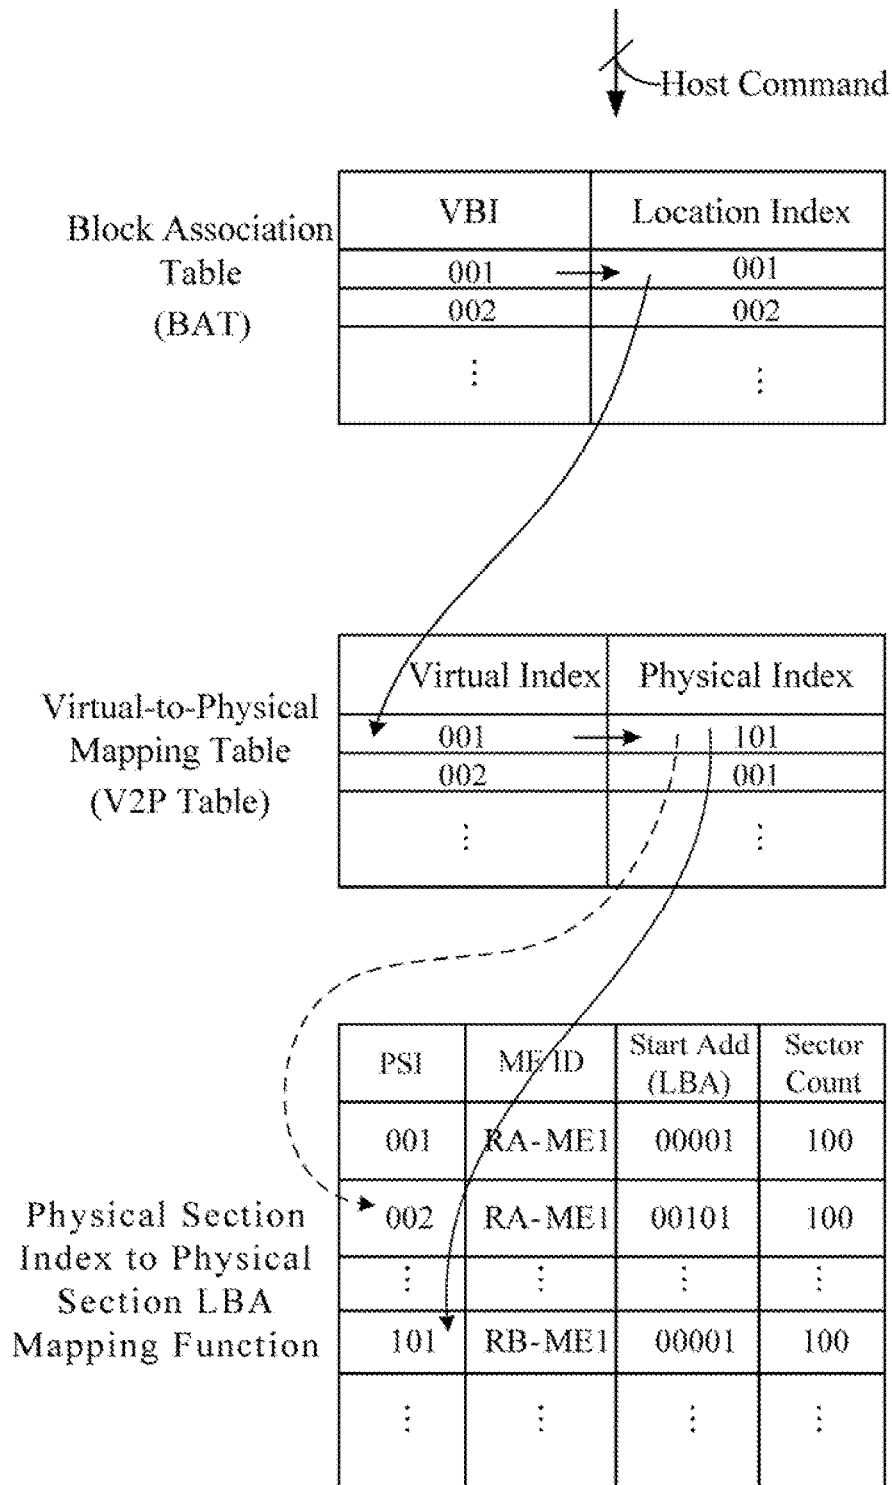 Host Command
Block Association
Table
(BAT)
VBI Location Index
001 001
002 002
⋮ ⋮
Virtual-to-Physical
Mapping Table
(V2P Table)
Virtual Index Physical Index
001 101
002 001
⋮ ⋮
Physical Section
Index to Physical
Section LBA
Mapping Function
PSI ME ID Start Add
(LBA) Sector
Count
001 RA-ME1 00001 100
002 RA-ME1 00101 100
⋮ ⋮ ⋮ ⋮
101 RB-ME1 00001 100
⋮ ⋮ ⋮ ⋮